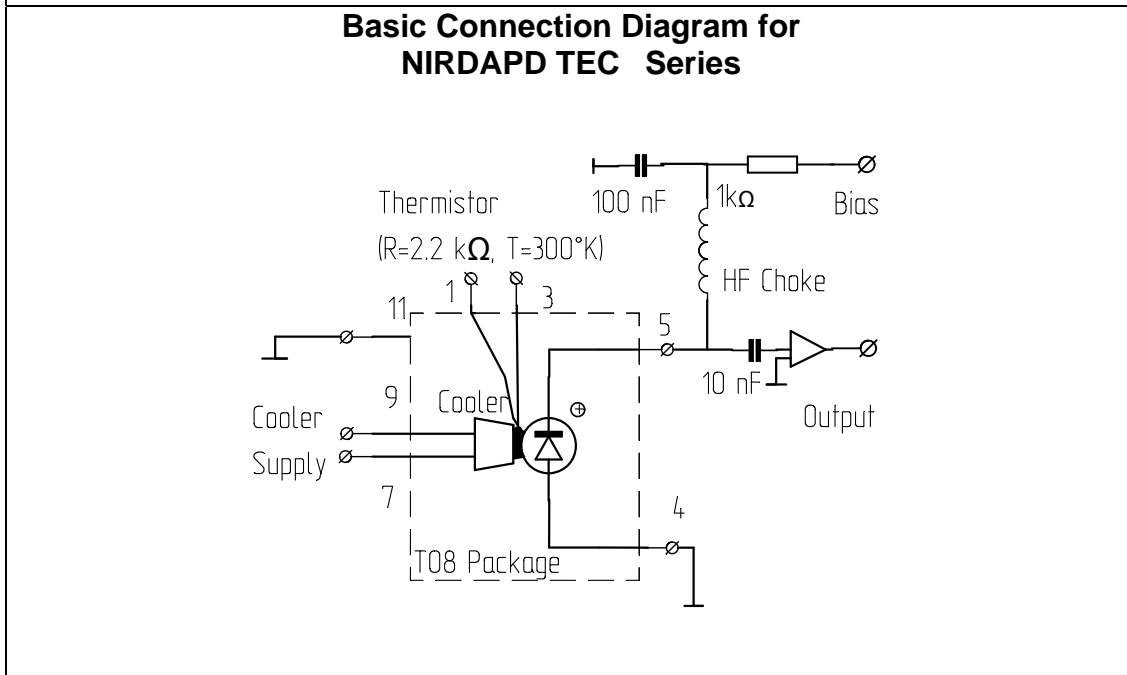 Basic Connection Diagram for
NIRDAPD TEC Series
100 nF
1kΩ
Bias
Thermistor
(R=2.2 kΩ, T=300°K)
HF Choke
1
3
11
5
10 nF
Output
9
Cooler
Cooler
Supply
7
4
TO8 Package